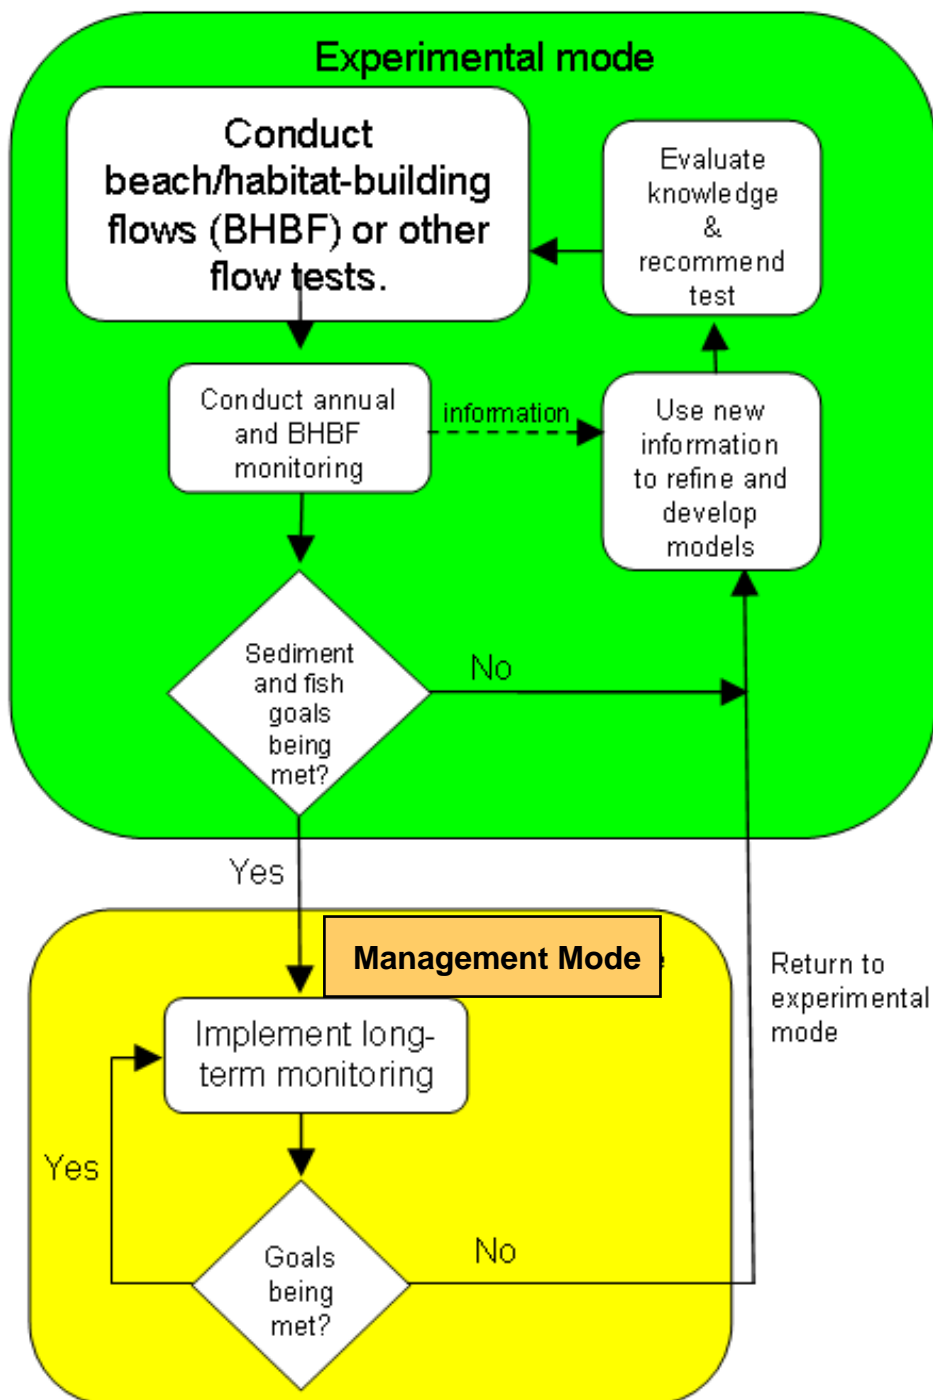 Experimental mode
Conduct
beach/habitat-building
flows (BHBF) or other
flow tests.
Evaluate
knowledge
&
recommend
test
Conduct annual
and BHBF
monitoring
information
Use new
information
to refine and
develop
models
Sediment
and fish
goals
being
met?
No
Yes
Management Mode
Implement long-
term monitoring
Return to
experimental
mode
Yes
Goals
being
met?
No